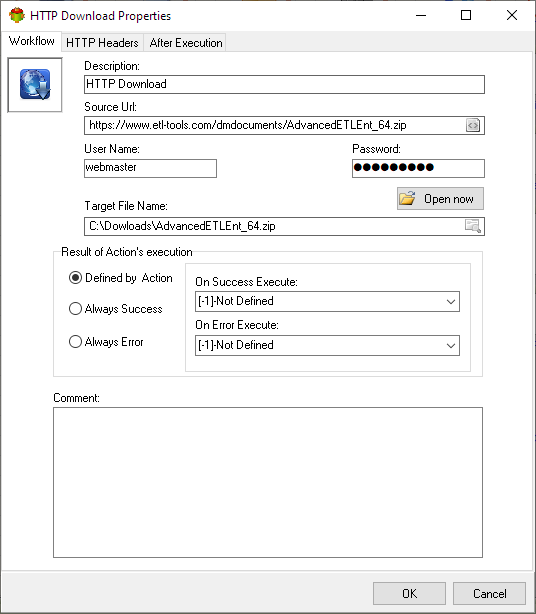 HTTP Download Properties
Workflow HTTP Headers After Execution
Description:
HTTP Download
Source Url:
https://www.etl-tools.com/dmdocuments/AdvancedETLEnt_64.zip
User Name: Password:
webmaster ●●●●●●●●●
Open now
Target File Name:
C:\Dowloads\AdvancedETLEnt_64.zip
Result of Action's execution
Defined by Action
On Success Execute:
[-1]-Not Defined
Always Success
On Error Execute:
[-1]-Not Defined
Always Error
Comment:
OK Cancel